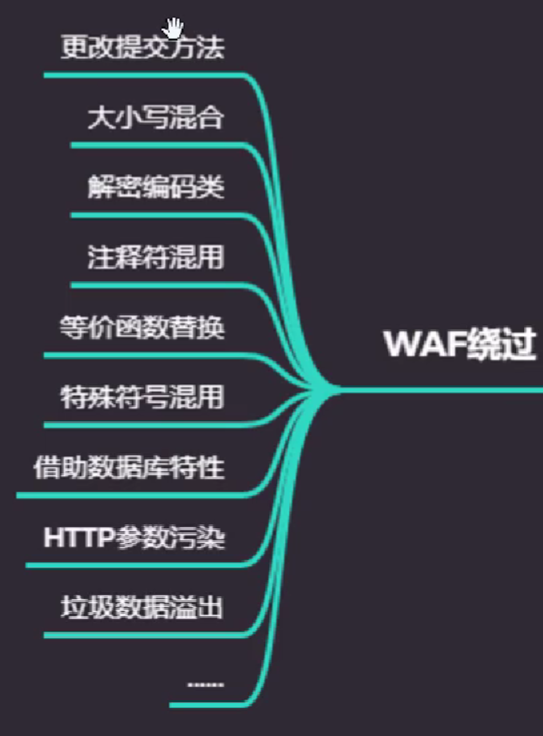 更改提交方法
大小写混合
解密编码类
注释符混用
等价函数替换
WAF绕过
特殊符号混用
借助数据库特性
HTTP参数污染
垃圾数据溢出
......